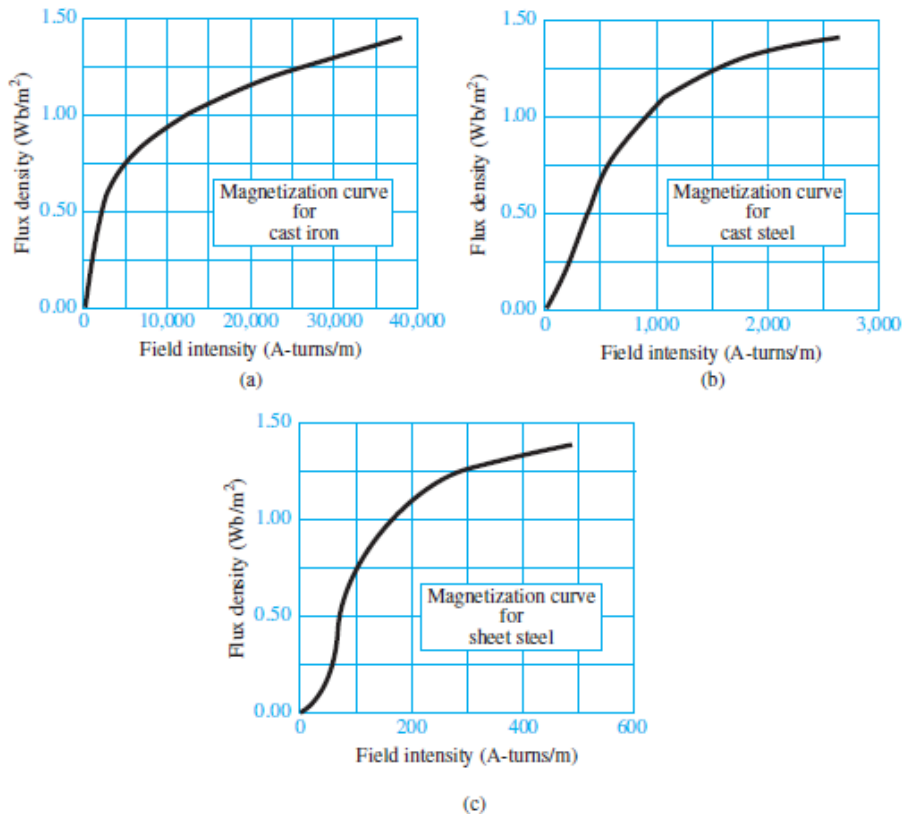 1.50
1.00
0.50
0.00
Flux density (Wb/m²)
Magnetization curve
for
cast iron
0 10,000 20,000 30,000 40,000
Field intensity (A-turns/m)
(a)
1.50
1.00
0.50
0.00
Flux density (Wb/m²)
Magnetization curve
for
cast steel
0 1,000 2,000 3,000
Field intensity (A-turns/m)
(b)
1.50
1.00
0.50
0.00
Flux density (Wb/m²)
Magnetization curve
for
sheet steel
0 200 400 600
Field intensity (A-turns/m)
(c)